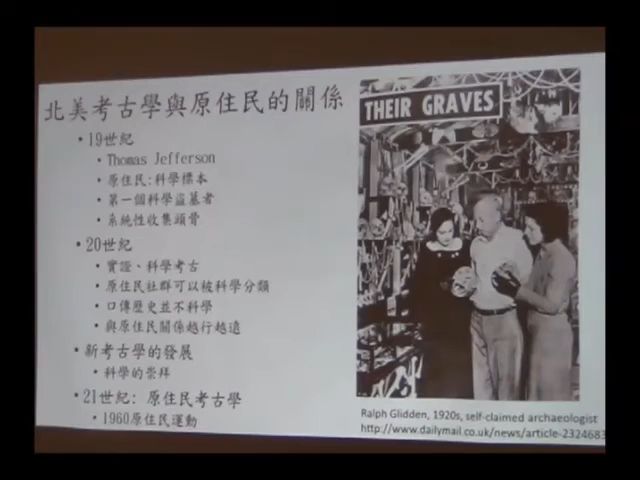 北美考古學與原住民的關係
• 19世紀
• Thomas Jefferson
• 原住民:科學標本
• 第一個科學盜墓者
• 系統性收集頭骨
• 20世紀
• 實證、科學考古
• 原住民社群可以被科學分類
• 口傳歷史並不科學
• 與原住民關係越行越遠
• 新考古學的發展
• 科學的崇拜
• 21世紀: 原住民考古學
• 1960原住民運動
THEIR GRAVES
Ralph Glidden, 1920s, self-claimed archaeologist
http://www.dailymail.co.uk/news/article-2324683